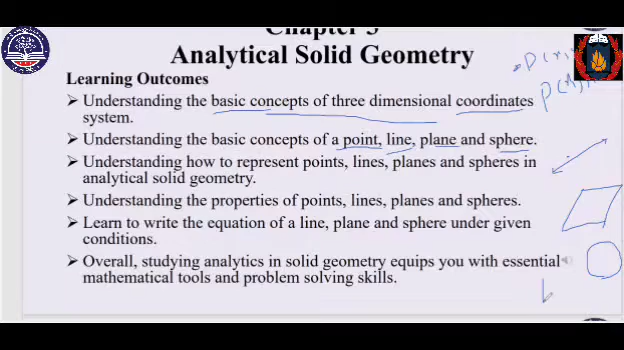 Chapter 3
Analytical Solid Geometry
Learning Outcomes
➢ Understanding the basic concepts of three dimensional coordinates
system.
➢ Understanding the basic concepts of a point, line, plane and sphere.
➢ Understanding how to represent points, lines, planes and spheres in
analytical solid geometry.
➢ Understanding the properties of points, lines, planes and spheres.
➢ Learn to write the equation of a line, plane and sphere under given
conditions.
➢ Overall, studying analytics in solid geometry equips you with essential
mathematical tools and problem solving skills.